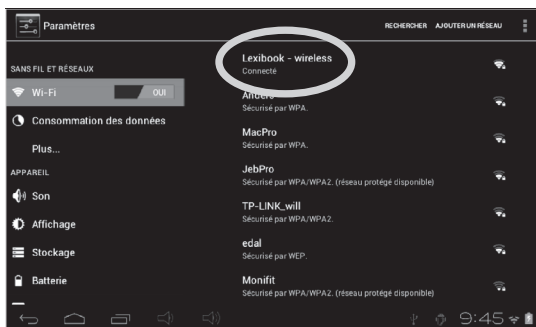 Paramètres
RECHERCHER AJOUTER UN RÉSEAU
SANS FIL ET RÉSEAUX
Wi-Fi OUI
Consommation des données
Plus...
APPAREIL
Son
Affichage
Stockage
Batterie
Lexibook - wireless
Connecté
Anders
Sécurisé par WPA.
MacPro
Sécurisé par WPA.
JebPro
Sécurisé par WPA/WPA2. (réseau protégé disponible)
TP-LINK_will
Sécurisé par WPA/WPA2.
edal
Sécurisé par WEP.
Monifit
Sécurisé par WPA/WPA2. (réseau protégé disponible)
9:45